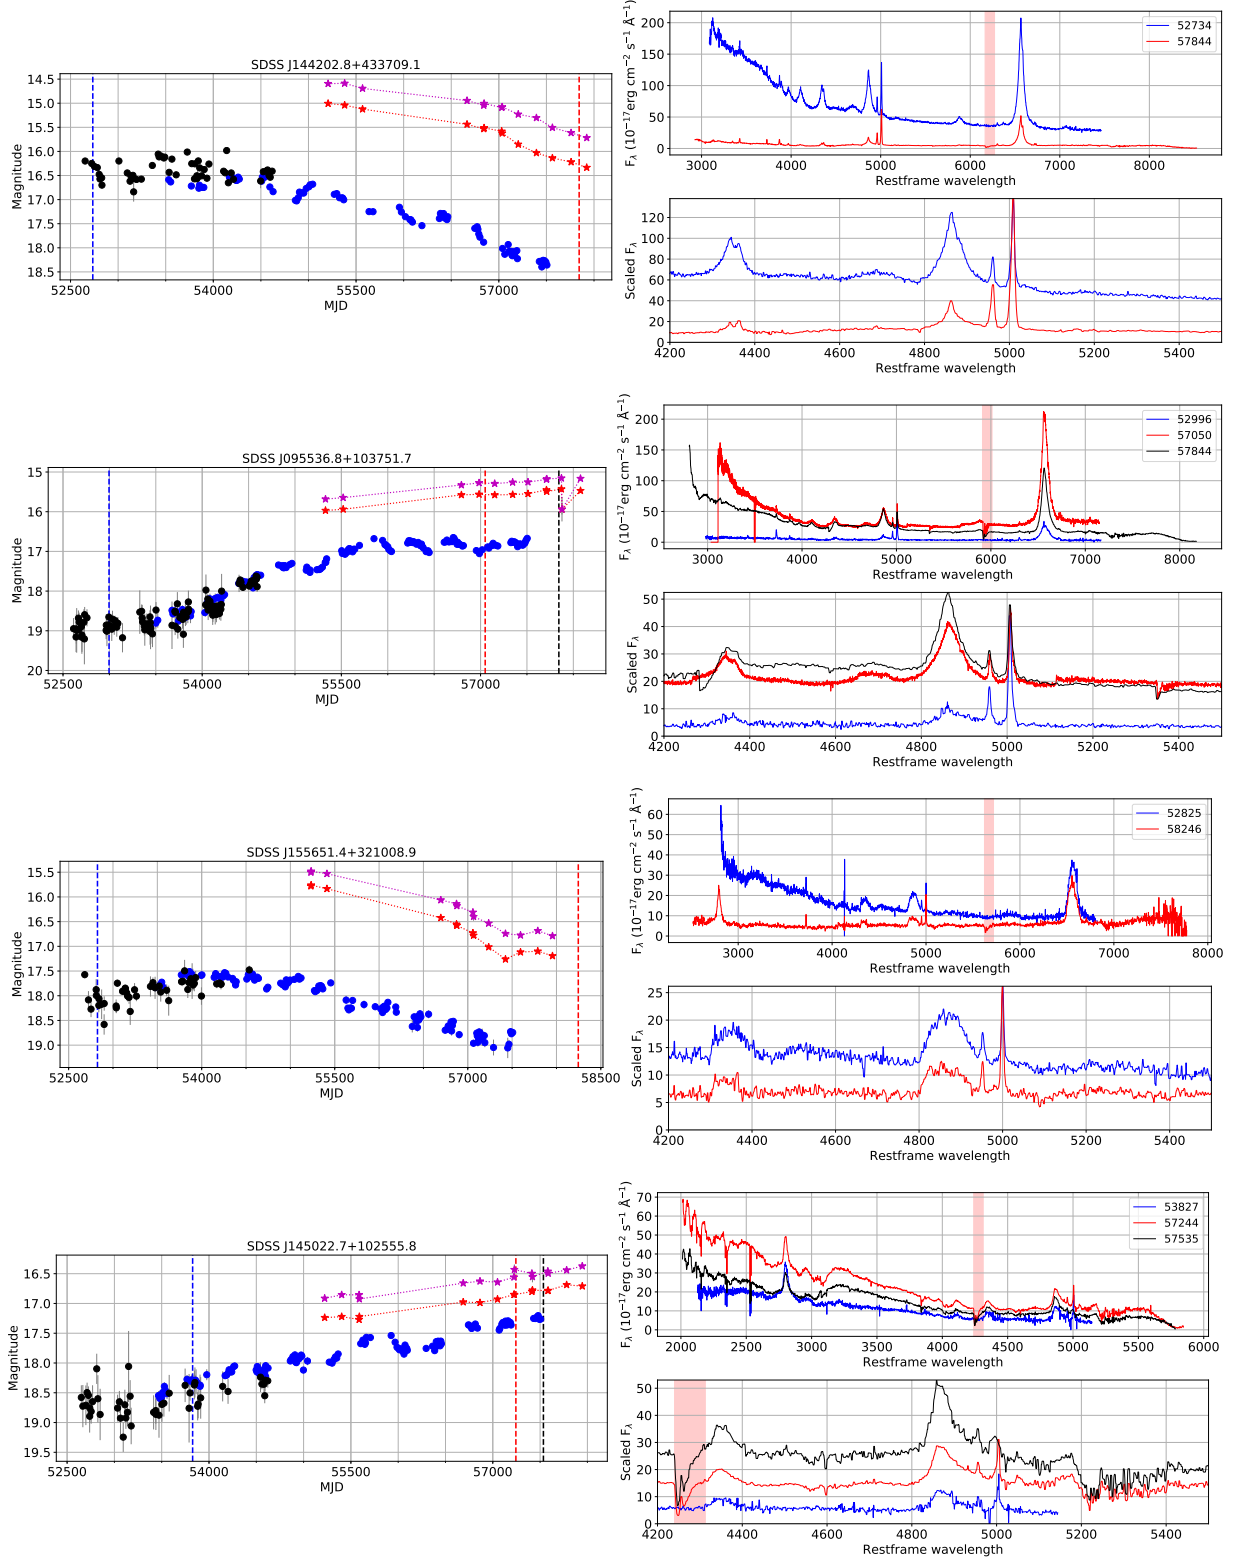 SDSS J144202.8+433709.1
14.5
15.0
15.5
16.0
16.5
17.0
17.5
18.0
18.5
Magnitude
52500 54000 55500 57000
MJD
200
150
100
50
0
F_λ (10⁻¹⁷erg cm⁻² s⁻¹ Å⁻¹)
52734
57844
3000 4000 5000 6000 7000 8000
Restframe wavelength
120
100
80
60
40
20
0
Scaled F_λ
4200 4400 4600 4800 5000 5200 5400
Restframe wavelength
SDSS J095536.8+103751.7
15
16
17
18
19
20
Magnitude
52500 54000 55500 57000
MJD
200
150
100
50
0
F_λ (10⁻¹⁷erg cm⁻² s⁻¹ Å⁻¹)
52996
57050
57844
3000 4000 5000 6000 7000 8000
Restframe wavelength
50
40
30
20
10
0
Scaled F_λ
4200 4400 4600 4800 5000 5200 5400
Restframe wavelength
SDSS J155651.4+321008.9
15.5
16.0
16.5
17.0
17.5
18.0
18.5
19.0
Magnitude
52500 54000 55500 57000 58500
MJD
60
50
40
30
20
10
0
F_λ (10⁻¹⁷erg cm⁻² s⁻¹ Å⁻¹)
52825
58246
3000 4000 5000 6000 7000 8000
Restframe wavelength
25
20
15
10
5
0
Scaled F_λ
4200 4400 4600 4800 5000 5200 5400
Restframe wavelength
SDSS J145022.7+102555.8
16.5
17.0
17.5
18.0
18.5
19.0
19.5
Magnitude
52500 54000 55500 57000
MJD
70
60
50
40
30
20
10
0
F_λ (10⁻¹⁷erg cm⁻² s⁻¹ Å⁻¹)
53827
57244
57535
2000 2500 3000 3500 4000 4500 5000 5500 6000
Restframe wavelength
50
40
30
20
10
0
Scaled F_λ
4200 4400 4600 4800 5000 5200 5400
Restframe wavelength